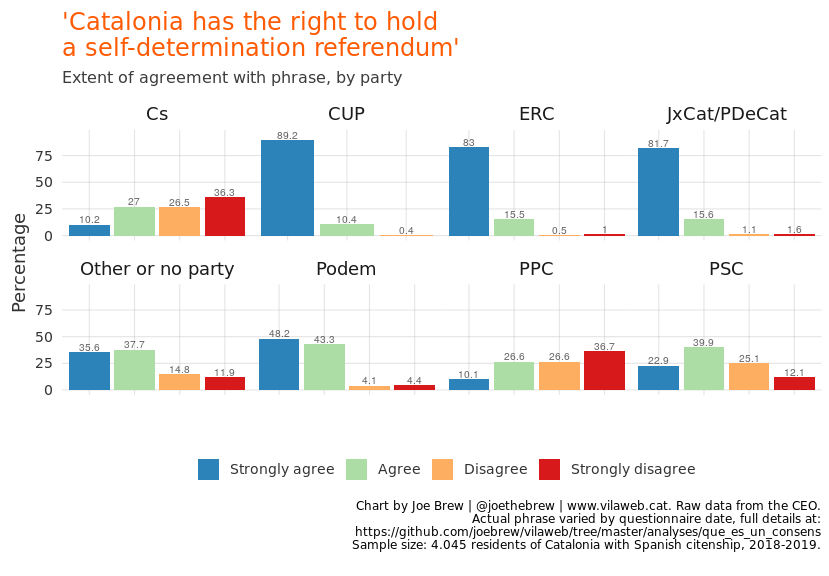 'Catalonia has the right to hold
a self-determination referendum'
Extent of agreement with phrase, by party
Cs CUP ERC JxCat/PDeCat
Percentage
75
50
25
0
10.2 27 26.5 36.3
89.2 10.4 0.4
83 15.5 0.5 1
81.7 15.6 1.1 1.6
Other or no party Podem PPC PSC
75
50
25
0
35.6 37.7 14.8 11.9
48.2 43.3 4.1 4.4
10.1 26.6 26.6 36.7
22.9 39.9 25.1 12.1
Strongly agree Agree Disagree Strongly disagree
Chart by Joe Brew | @joethebrew | www.vilaweb.cat. Raw data from the CEO.
Actual phrase varied by questionnaire date, full details at:
https://github.com/joebrew/vilaweb/tree/master/analyses/que_es_un_consens
Sample size: 4.045 residents of Catalonia with Spanish citenship, 2018-2019.